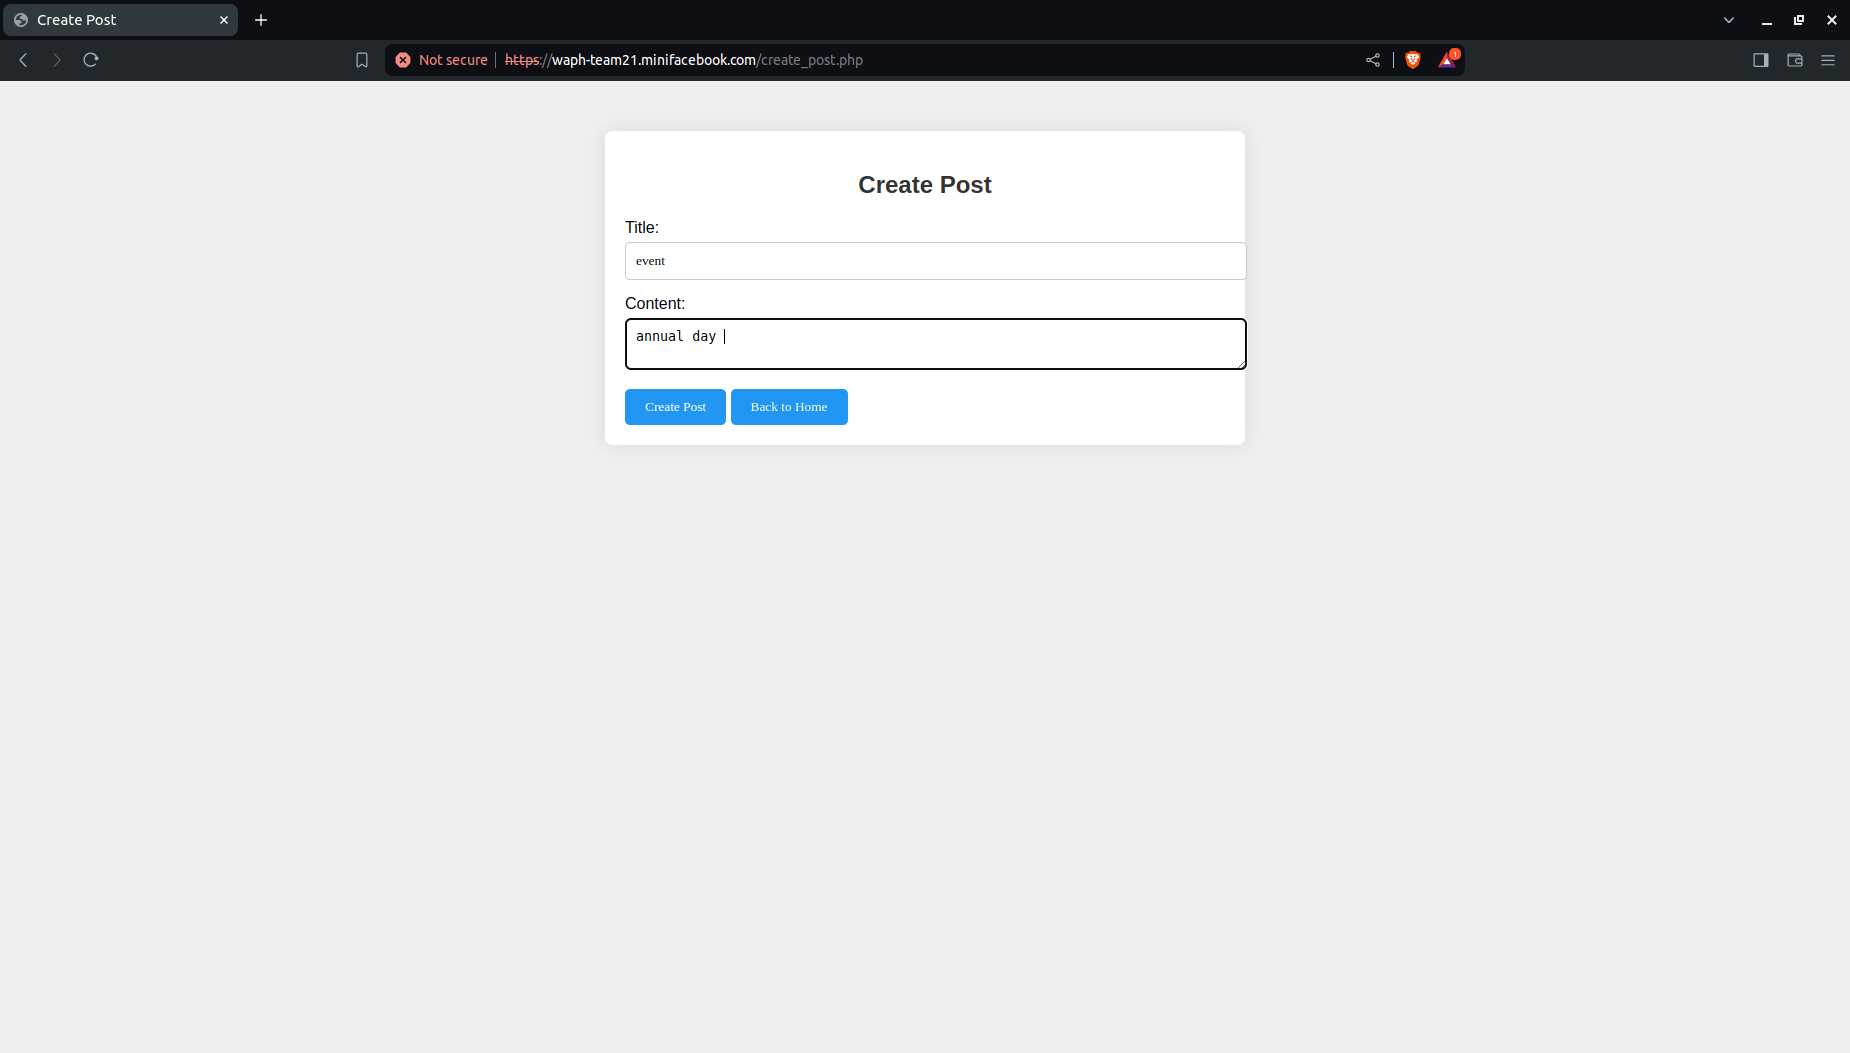 Create Post
Not secure https://waph-team21.minifacebook.com/create_post.php
1
Create Post
Title:
event
Content:
annual day
Create Post Back to Home